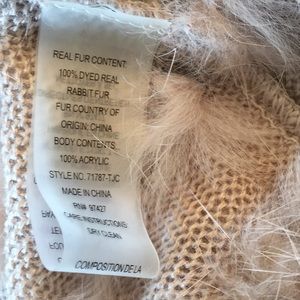 REAL FUR CONTENT:
100% DYED REAL
RABBIT FUR
FUR COUNTRY OF
ORIGIN: CHINA
BODY CONTENTS:
100% ACRYLIC
STYLE NO. 71787-TJC
MADE IN CHINA
RN# 97427
CARE INSTRUCTIONS
DRY CLEAN
COMPOSITION DE LA